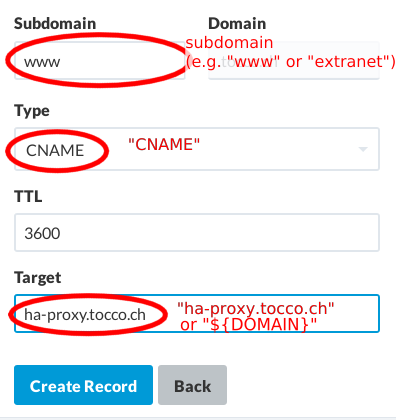 Subdomain Domain
www subdomain
(e.g. "www" or "extranet")
Type
CNAME "CNAME"
TTL
3600
Target
ha-proxy.tocco.ch "ha-proxy.tocco.ch"
or "${DOMAIN}"
Create Record Back